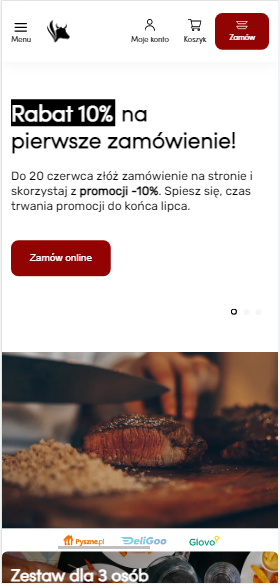 Menu
Moje konto
Koszyk
Zamów
Rabat 10% na
pierwsze zamówienie!
Do 20 czerwca złóż zamówienie na stronie i
skorzystaj z promocji -10%. Spiesz się, czas
trwania promocji do końca lipca.
Zamów online
Pyszne.pl
DeliGoo
Glovo
Zestaw dla 3 osób